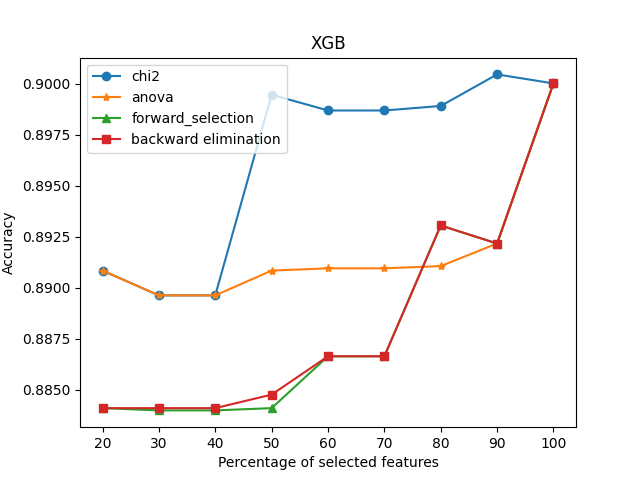 XGB
chi2
anova
forward_selection
backward elimination
0.9000
0.8975
0.8950
0.8925
0.8900
0.8875
0.8850
Accuracy
20 30 40 50 60 70 80 90 100
Percentage of selected features